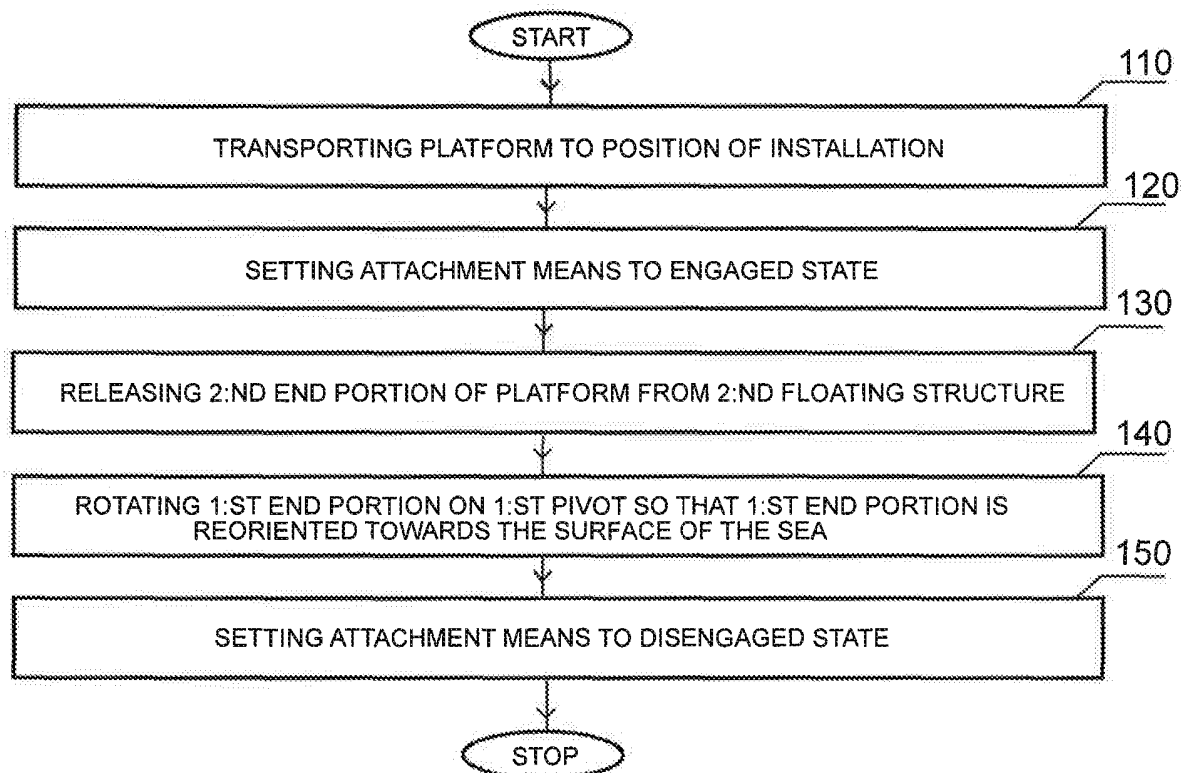 START
110
TRANSPORTING PLATFORM TO POSITION OF INSTALLATION
120
SETTING ATTACHMENT MEANS TO ENGAGED STATE
130
RELEASING 2:ND END PORTION OF PLATFORM FROM 2:ND FLOATING STRUCTURE
140
ROTATING 1:ST END PORTION ON 1:ST PIVOT SO THAT 1:ST END PORTION IS
REORIENTED TOWARDS THE SURFACE OF THE SEA
150
SETTING ATTACHMENT MEANS TO DISENGAGED STATE
STOP